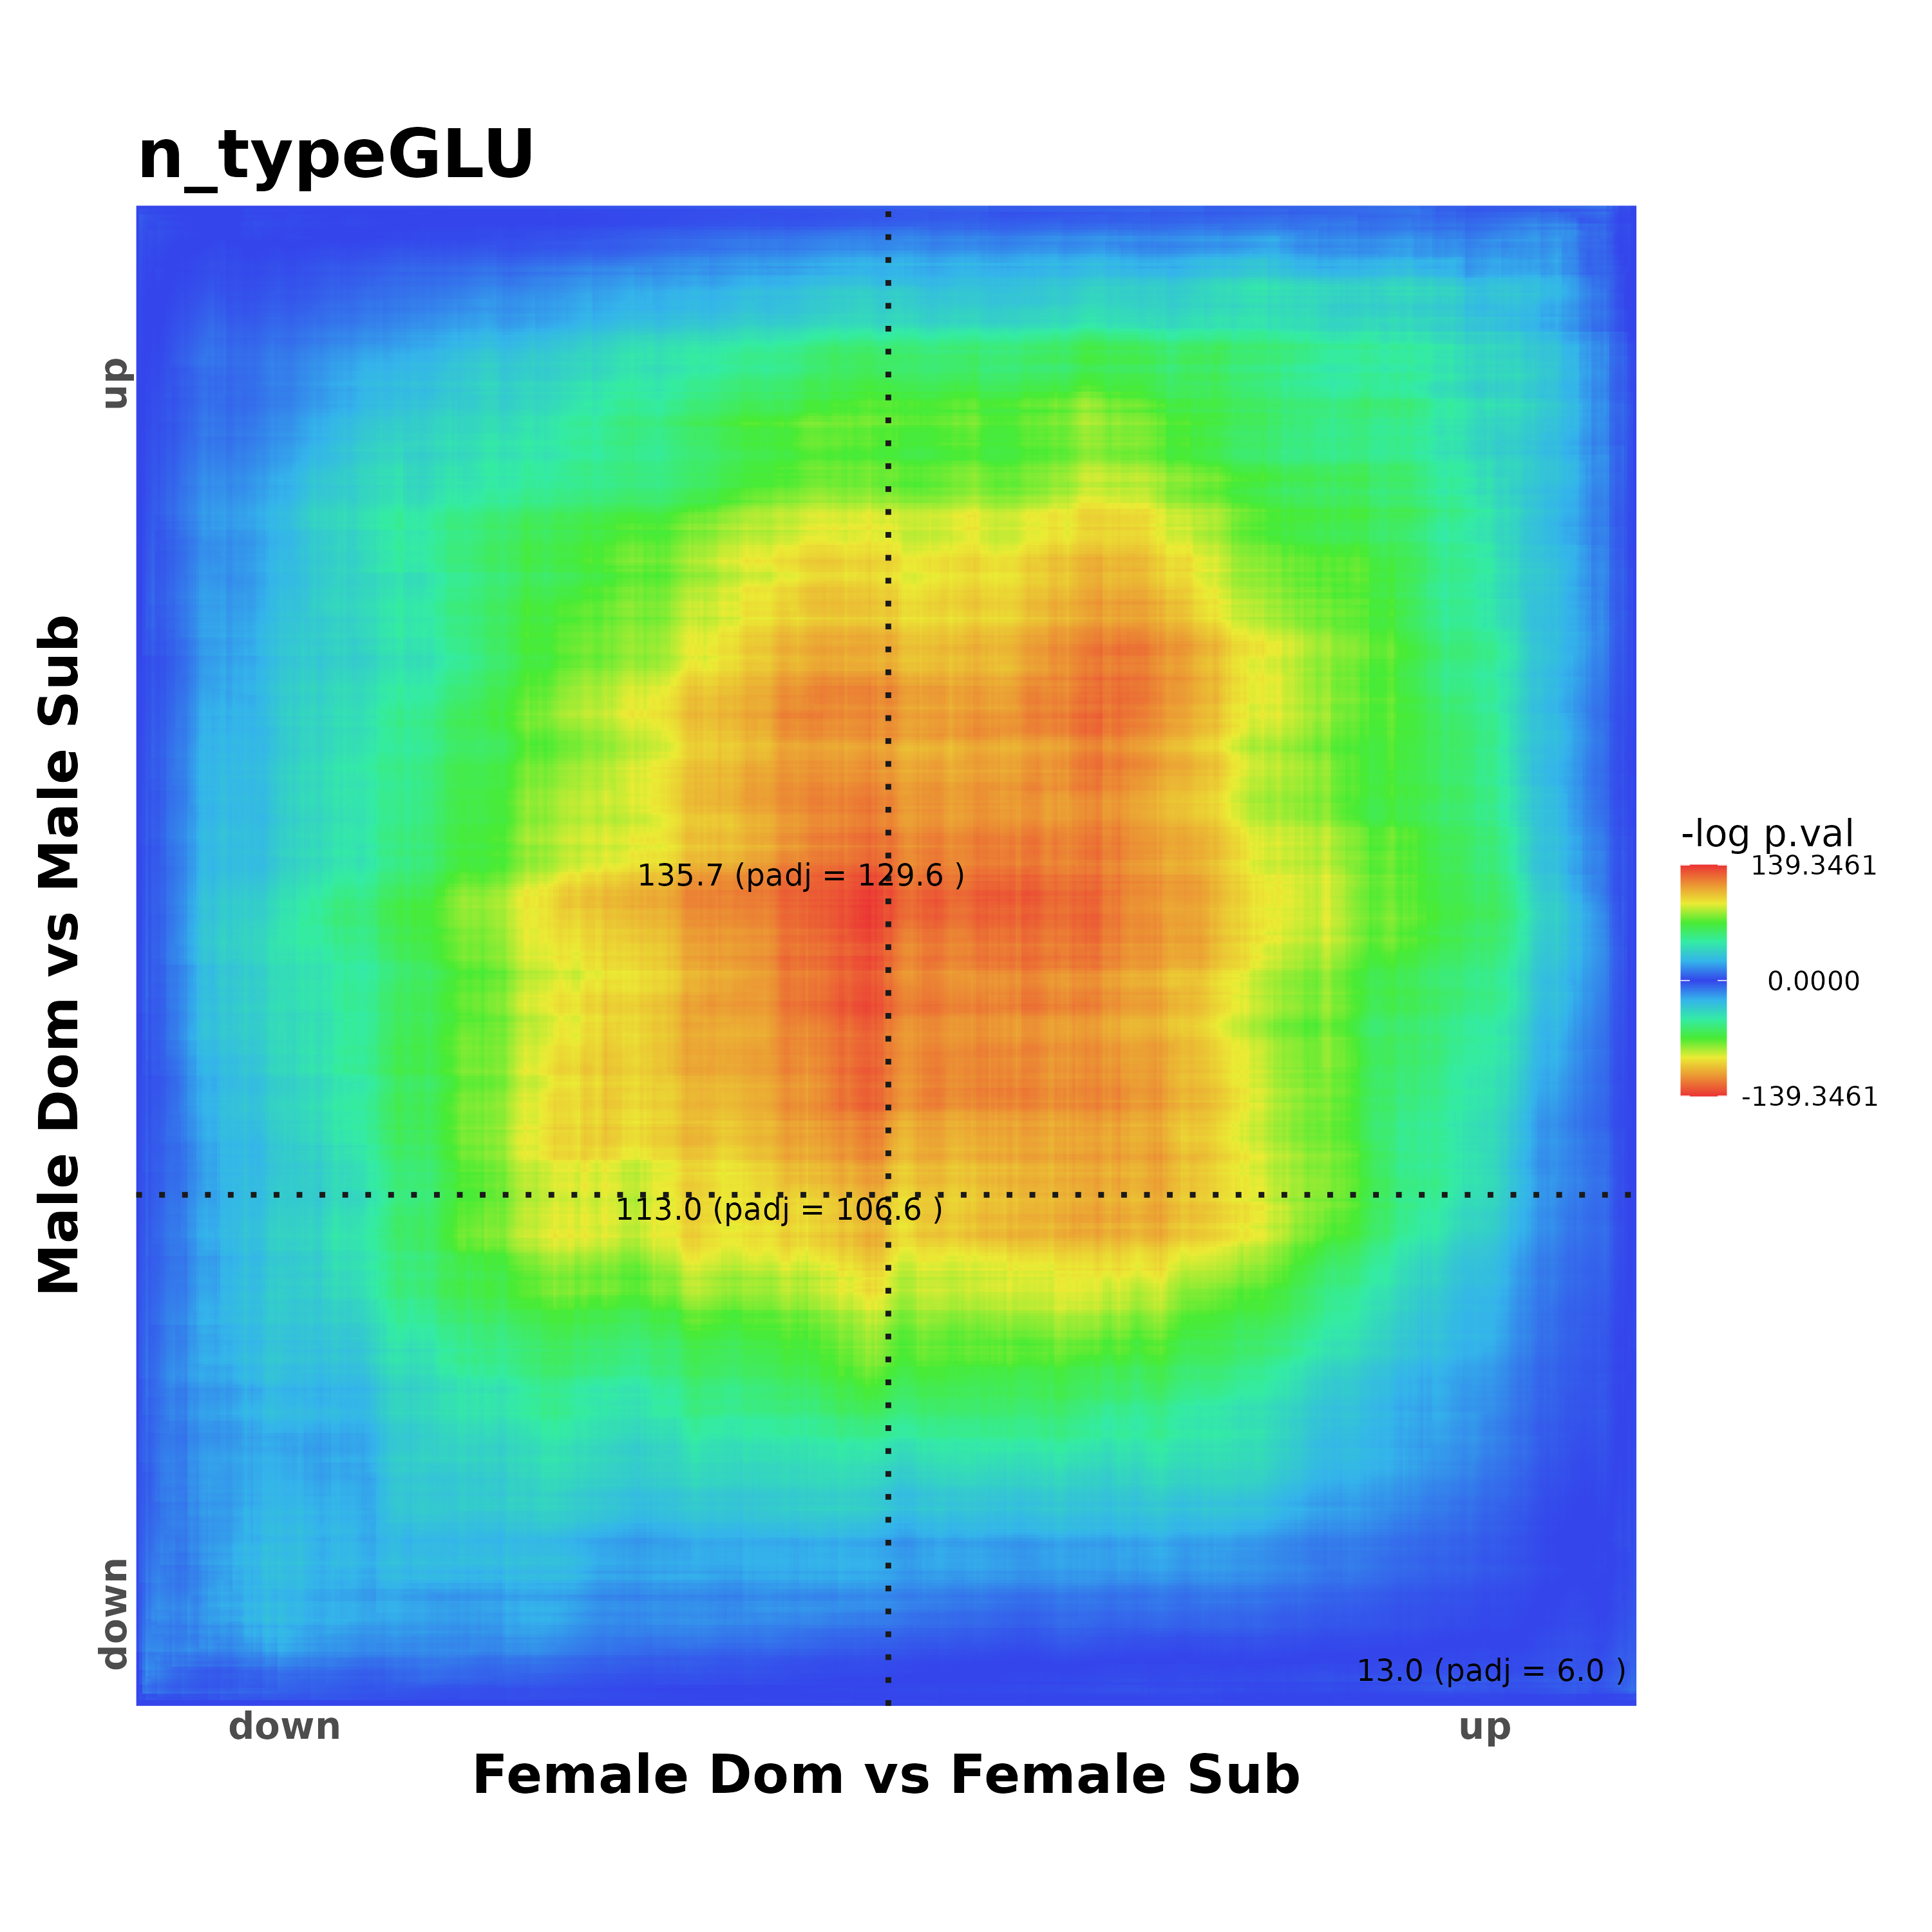 n_typeGLU
up
Male Dom vs Male Sub
down
135.7 (padj = 129.6 )
113.0 (padj = 106.6 )
13.0 (padj = 6.0 )
down
up
Female Dom vs Female Sub
-log p.val
139.3461
0.0000
-139.3461